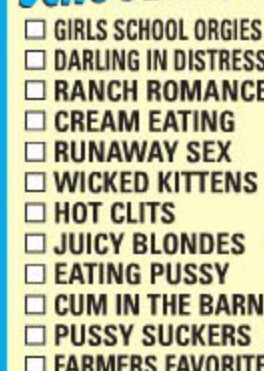 GIRLS SCHOOL ORGIES
DARLING IN DISTRESS
RANCH ROMANCE
CREAM EATING
RUNAWAY SEX
WICKED KITTENS
HOT CLITS
JUICY BLONDES
EATING PUSSY
CUM IN THE BARN
PUSSY SUCKERS
FARMERS FAVORITE